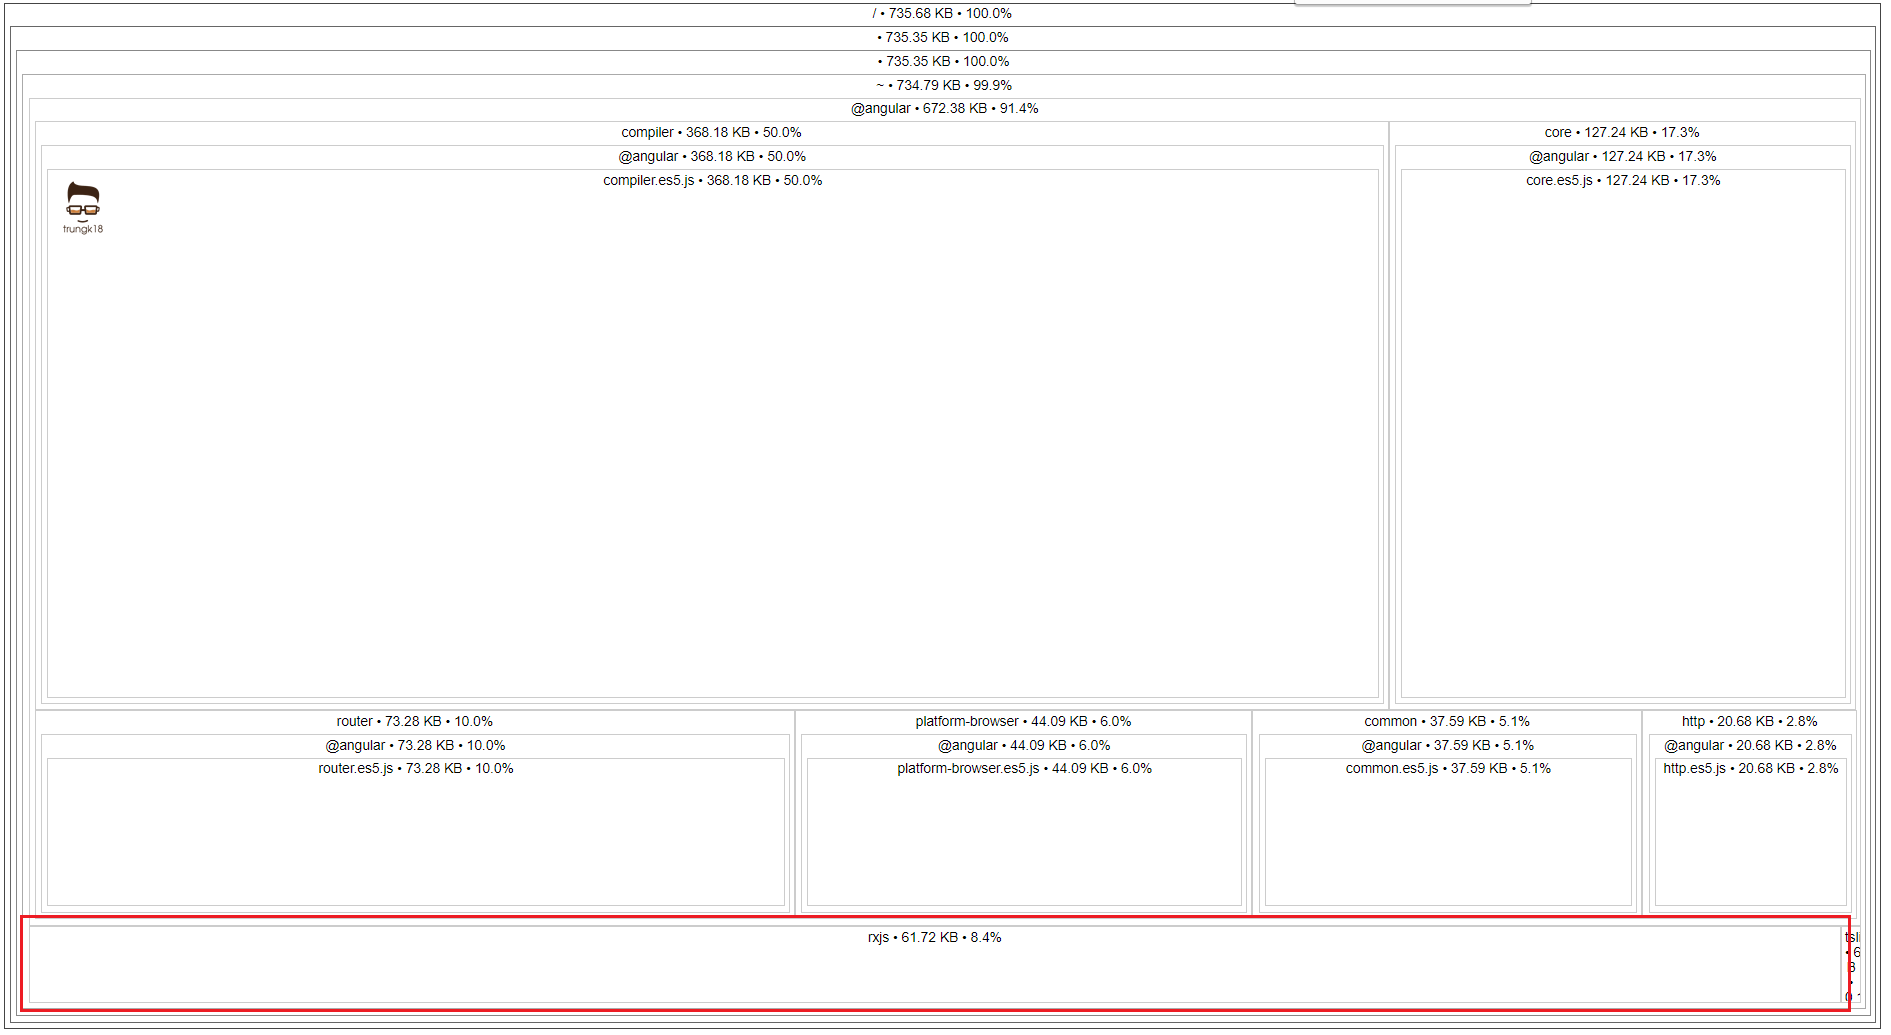 / • 735.68 KB • 100.0%
• 735.35 KB • 100.0%
• 735.35 KB • 100.0%
~ • 734.79 KB • 99.9%
@angular • 672.38 KB • 91.4%
compiler • 368.18 KB • 50.0%
core • 127.24 KB • 17.3%
@angular • 368.18 KB • 50.0%
@angular • 127.24 KB • 17.3%
compiler.es5.js • 368.18 KB • 50.0%
core.es5.js • 127.24 KB • 17.3%
trungk18
router • 73.28 KB • 10.0%
platform-browser • 44.09 KB • 6.0%
common • 37.59 KB • 5.1%
http • 20.68 KB • 2.8%
@angular • 73.28 KB • 10.0%
@angular • 44.09 KB • 6.0%
@angular • 37.59 KB • 5.1%
@angular • 20.68 KB • 2.8%
router.es5.js • 73.28 KB • 10.0%
platform-browser.es5.js • 44.09 KB • 6.0%
common.es5.js • 37.59 KB • 5.1%
http.es5.js • 20.68 KB • 2.8%
rxjs • 61.72 KB • 8.4%